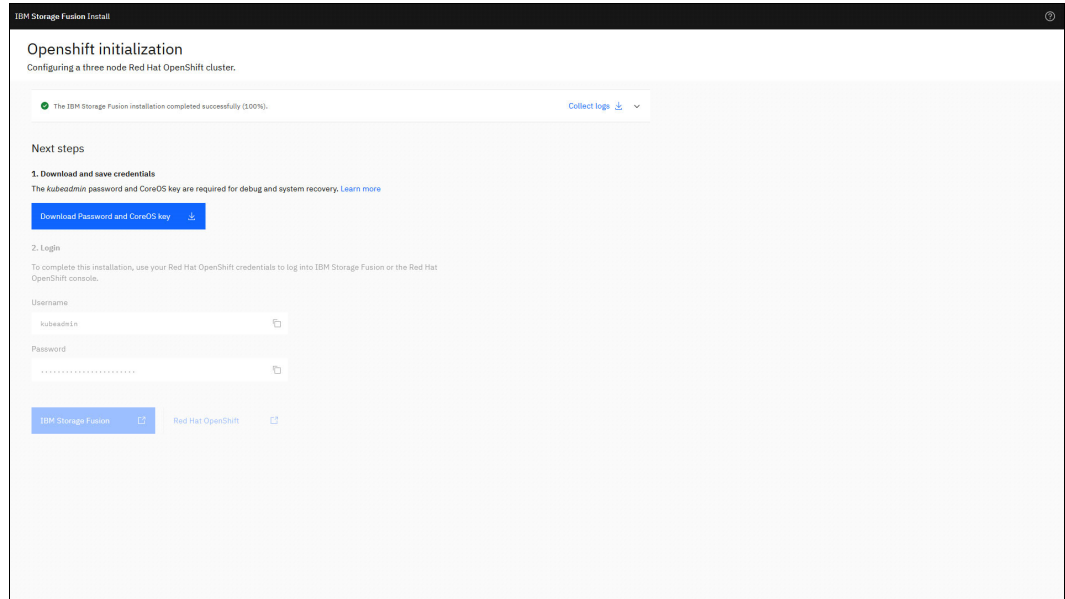 IBM Storage Fusion Install
Openshift initialization
Configuring a three node Red Hat OpenShift cluster.
The IBM Storage Fusion installation completed successfully (100%).
Collect logs
Next steps
1. Download and save credentials
The kubeadmin password and CoreOS key are required for debug and system recovery. Learn more
Download Password and CoreOS key
2. Login
To complete this installation, use your Red Hat OpenShift credentials to log into IBM Storage Fusion or the Red Hat
OpenShift console.
Username
kubeadmin
Password
.......................
IBM Storage Fusion
Red Hat OpenShift